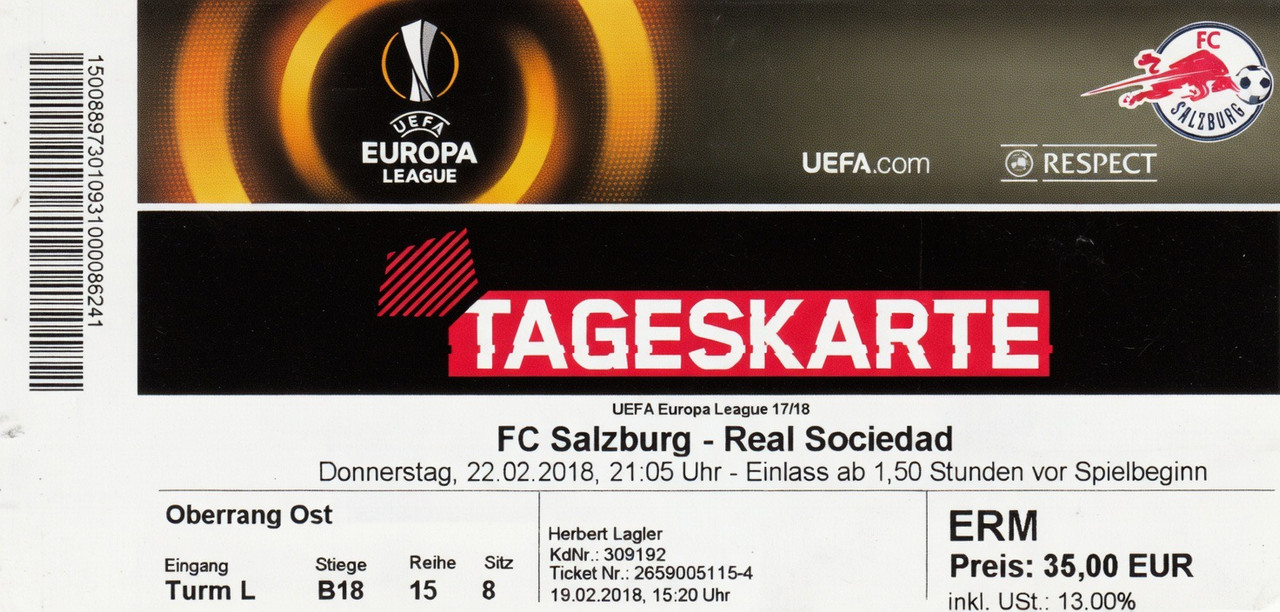 15008897301093100008624​1
UEFA
EUROPA
LEAGUE
UEFA.com
RESPECT
FC
SALZBURG
TAGESKARTE
UEFA Europa League 17/18
FC Salzburg - Real Sociedad
Donnerstag, 22.02.2018, 21:05 Uhr - Einlass ab 1,50 Stunden vor Spielbeginn
Oberrang Ost
Eingang Stiege Reihe Sitz
Turm L B18 15 8
Herbert Lagler
KdNr.: 309192
Ticket Nr.: 2659005115-4
19.02.2018, 15:20 Uhr
ERM
Preis: 35,00 EUR
inkl. USt.: 13.00%